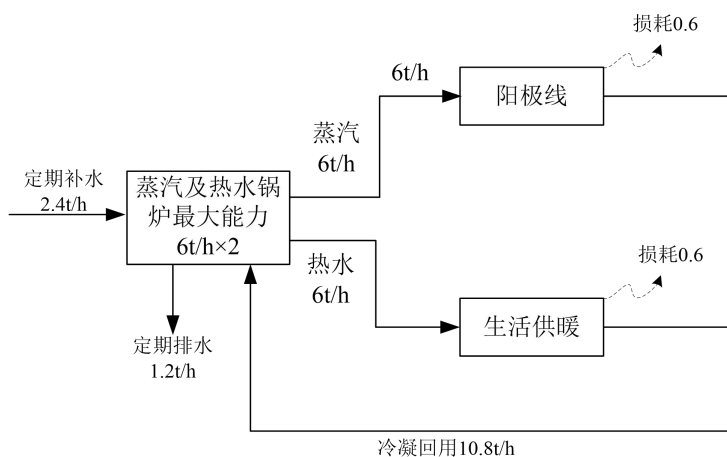 损耗0.6
6t/h
阳极线
蒸汽
6t/h
定期补水
2.4t/h
蒸汽及热水锅
炉最大能力
6t/h×2
热水
6t/h
损耗0.6
生活供暖
定期排水
1.2t/h
冷凝回用10.8t/h